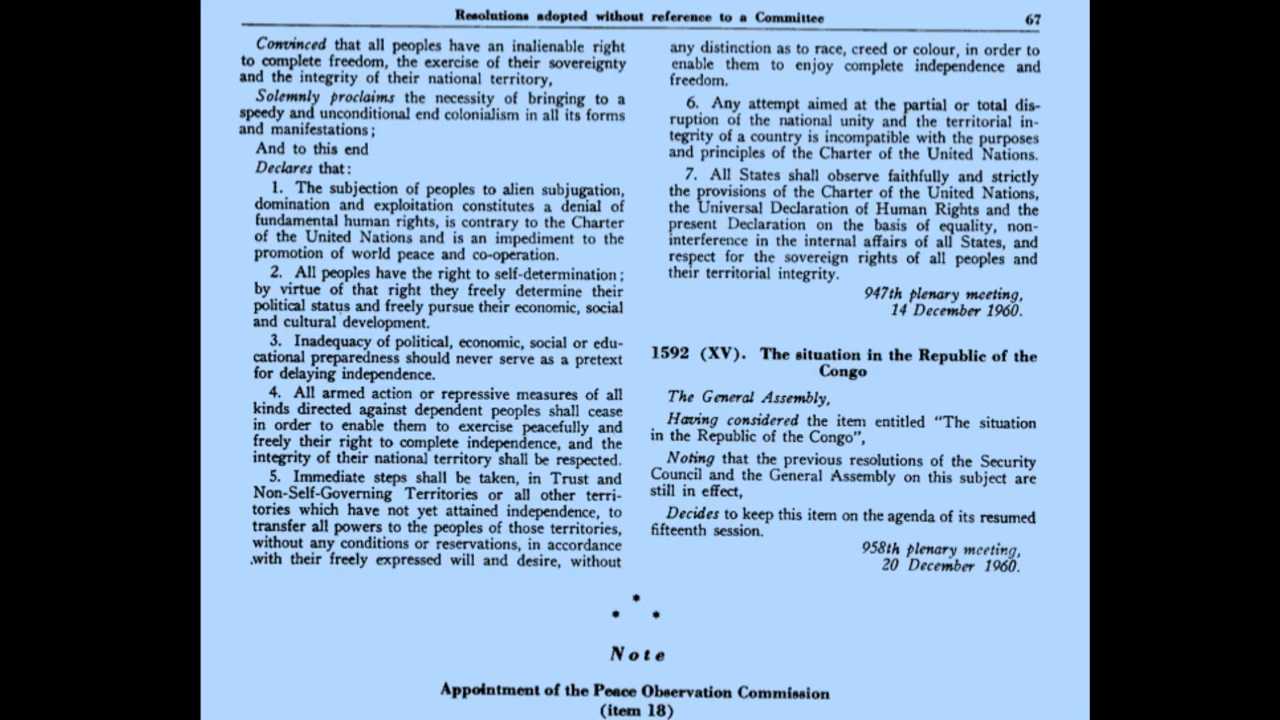 Resolutions adopted without reference to a Committee 67
Convinced that all peoples have an inalienable right
to complete freedom, the exercise of their sovereignty
and the integrity of their national territory,
Solemnly proclaims the necessity of bringing to a
speedy and unconditional end colonialism in all its forms
and manifestations;
And to this end
Declares that:
1. The subjection of peoples to alien subjugation,
domination and exploitation constitutes a denial of
fundamental human rights, is contrary to the Charter
of the United Nations and is an impediment to the
promotion of world peace and co-operation.
2. All peoples have the right to self-determination;
by virtue of that right they freely determine their
political status and freely pursue their economic, social
and cultural development.
3. Inadequacy of political, economic, social or edu-
cational preparedness should never serve as a pretext
for delaying independence.
4. All armed action or repressive measures of all
kinds directed against dependent peoples shall cease
in order to enable them to exercise peacefully and
freely their right to complete independence, and the
integrity of their national territory shall be respected.
5. Immediate steps shall be taken, in Trust and
Non-Self-Governing Territories or all other terri-
tories which have not yet attained independence, to
transfer all powers to the peoples of those territories,
without any conditions or reservations, in accordance
with their freely expressed will and desire, without
any distinction as to race, creed or colour, in order to
enable them to enjoy complete independence and
freedom.
6. Any attempt aimed at the partial or total dis-
ruption of the national unity and the territorial in-
tegrity of a country is incompatible with the purposes
and principles of the Charter of the United Nations.
7. All States shall observe faithfully and strictly
the provisions of the Charter of the United Nations,
the Universal Declaration of Human Rights and the
present Declaration on the basis of equality, non-
interference in the internal affairs of all States, and
respect for the sovereign rights of all peoples and
their territorial integrity.
947th plenary meeting,
14 December 1960.
1592 (XV). The situation in the Republic of the
Congo
The General Assembly,
Having considered the item entitled "The situation
in the Republic of the Congo",
Noting that the previous resolutions of the Security
Council and the General Assembly on this subject are
still in effect,
Decides to keep this item on the agenda of its resumed
fifteenth session.
958th plenary meeting,
20 December 1960.
*
* *
Note
Appointment of the Peace Observation Commission
(item 18)